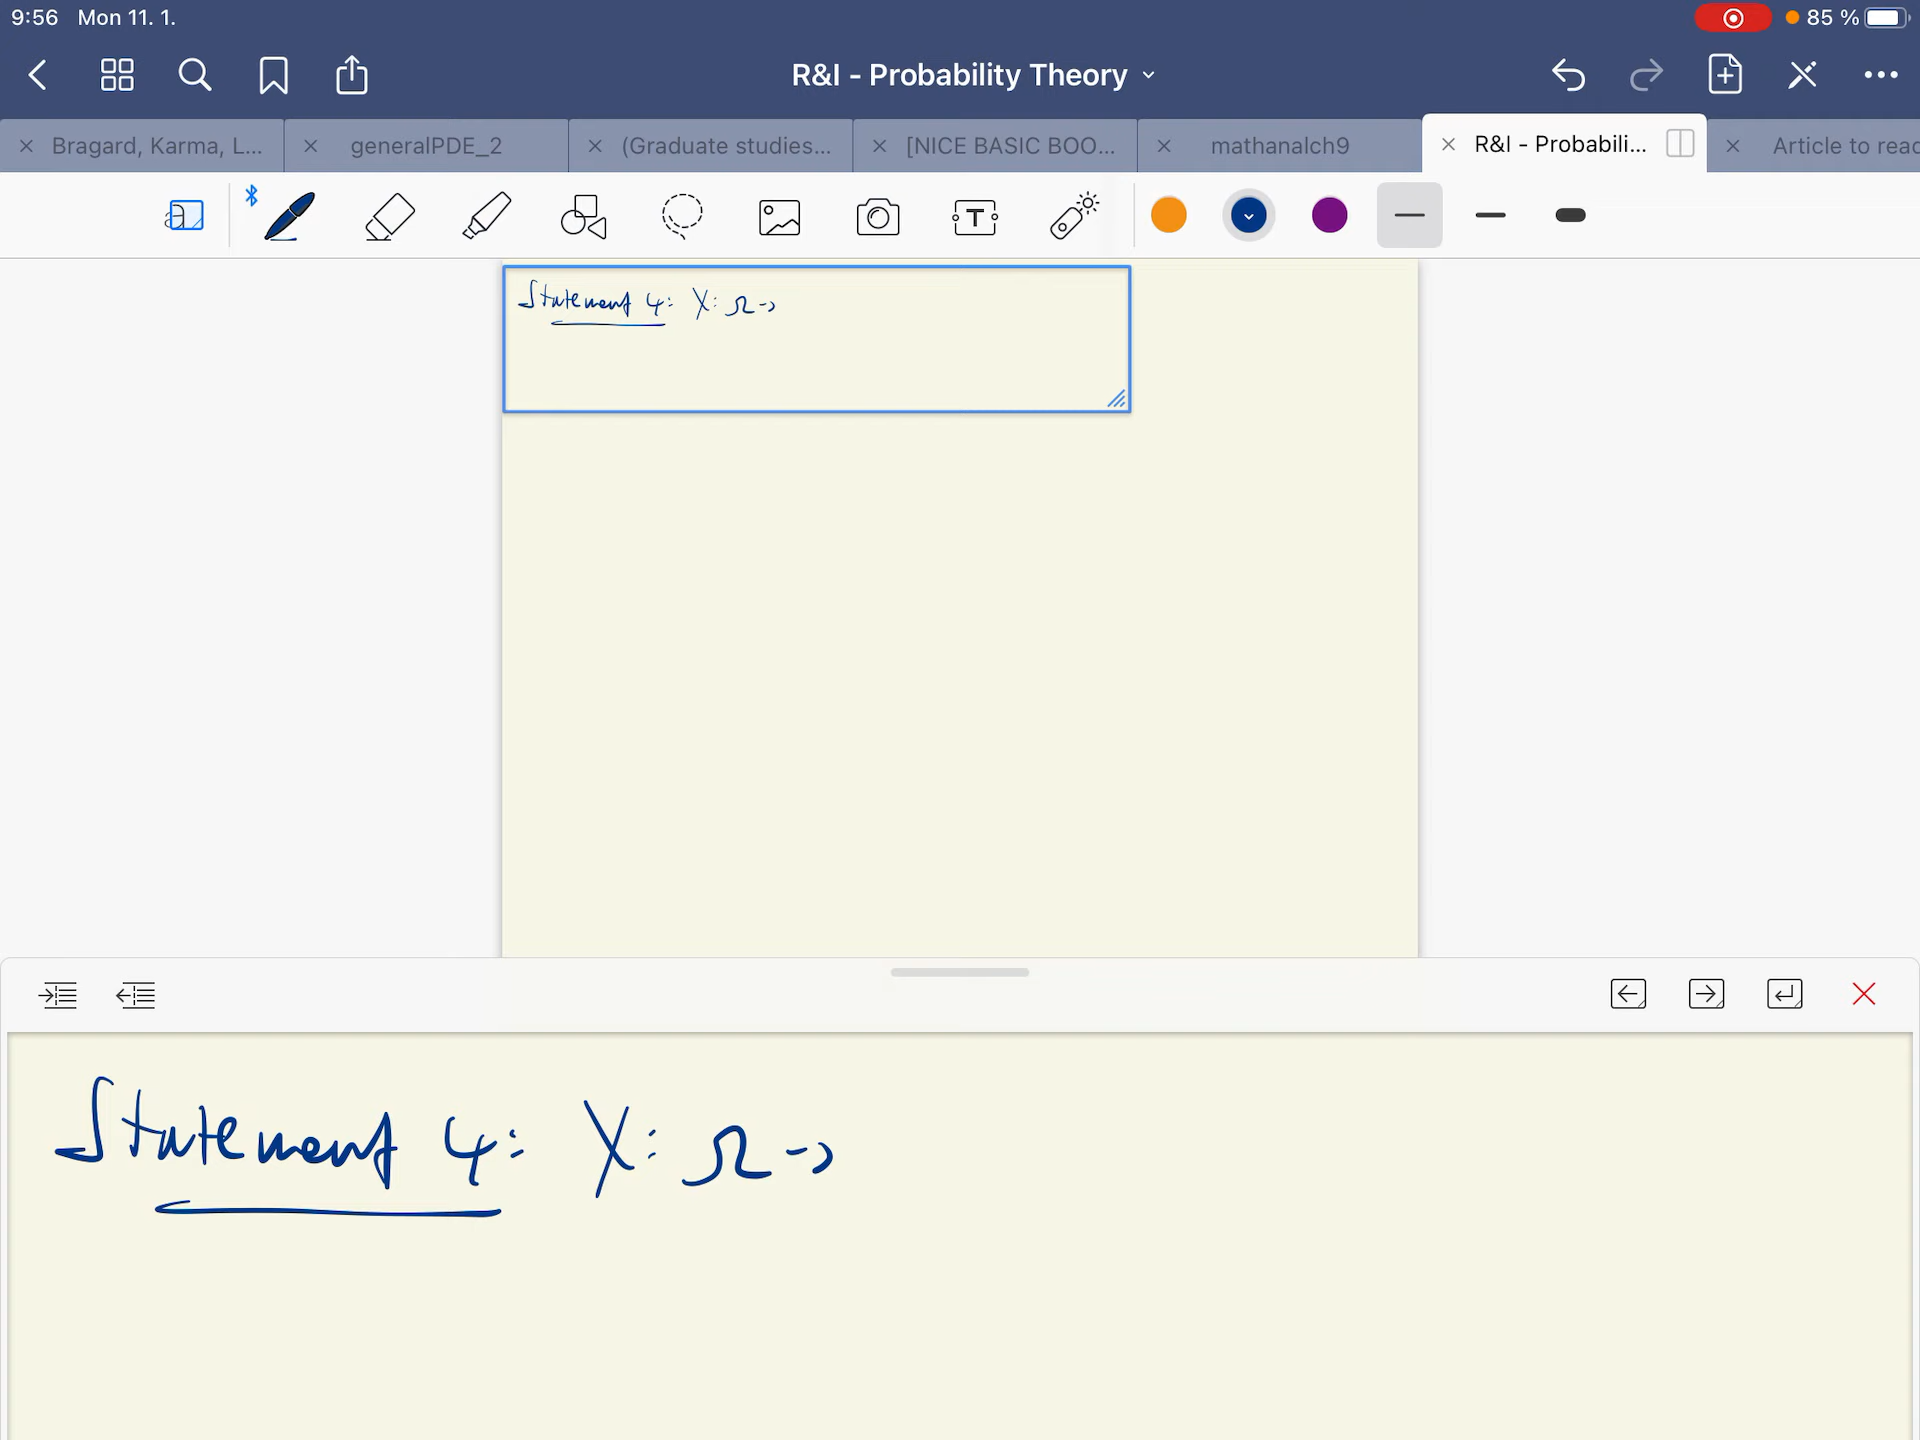 9:56 Mon 11. 1. 85 %
R&I - Probability Theory
Bragard, Karma, L... generalPDE_2 (Graduate studies... [NICE BASIC BOO... mathanalch9 R&I - Probabili... Article to read
Statement 4: X: Ω →
Statement 4: X: Ω →